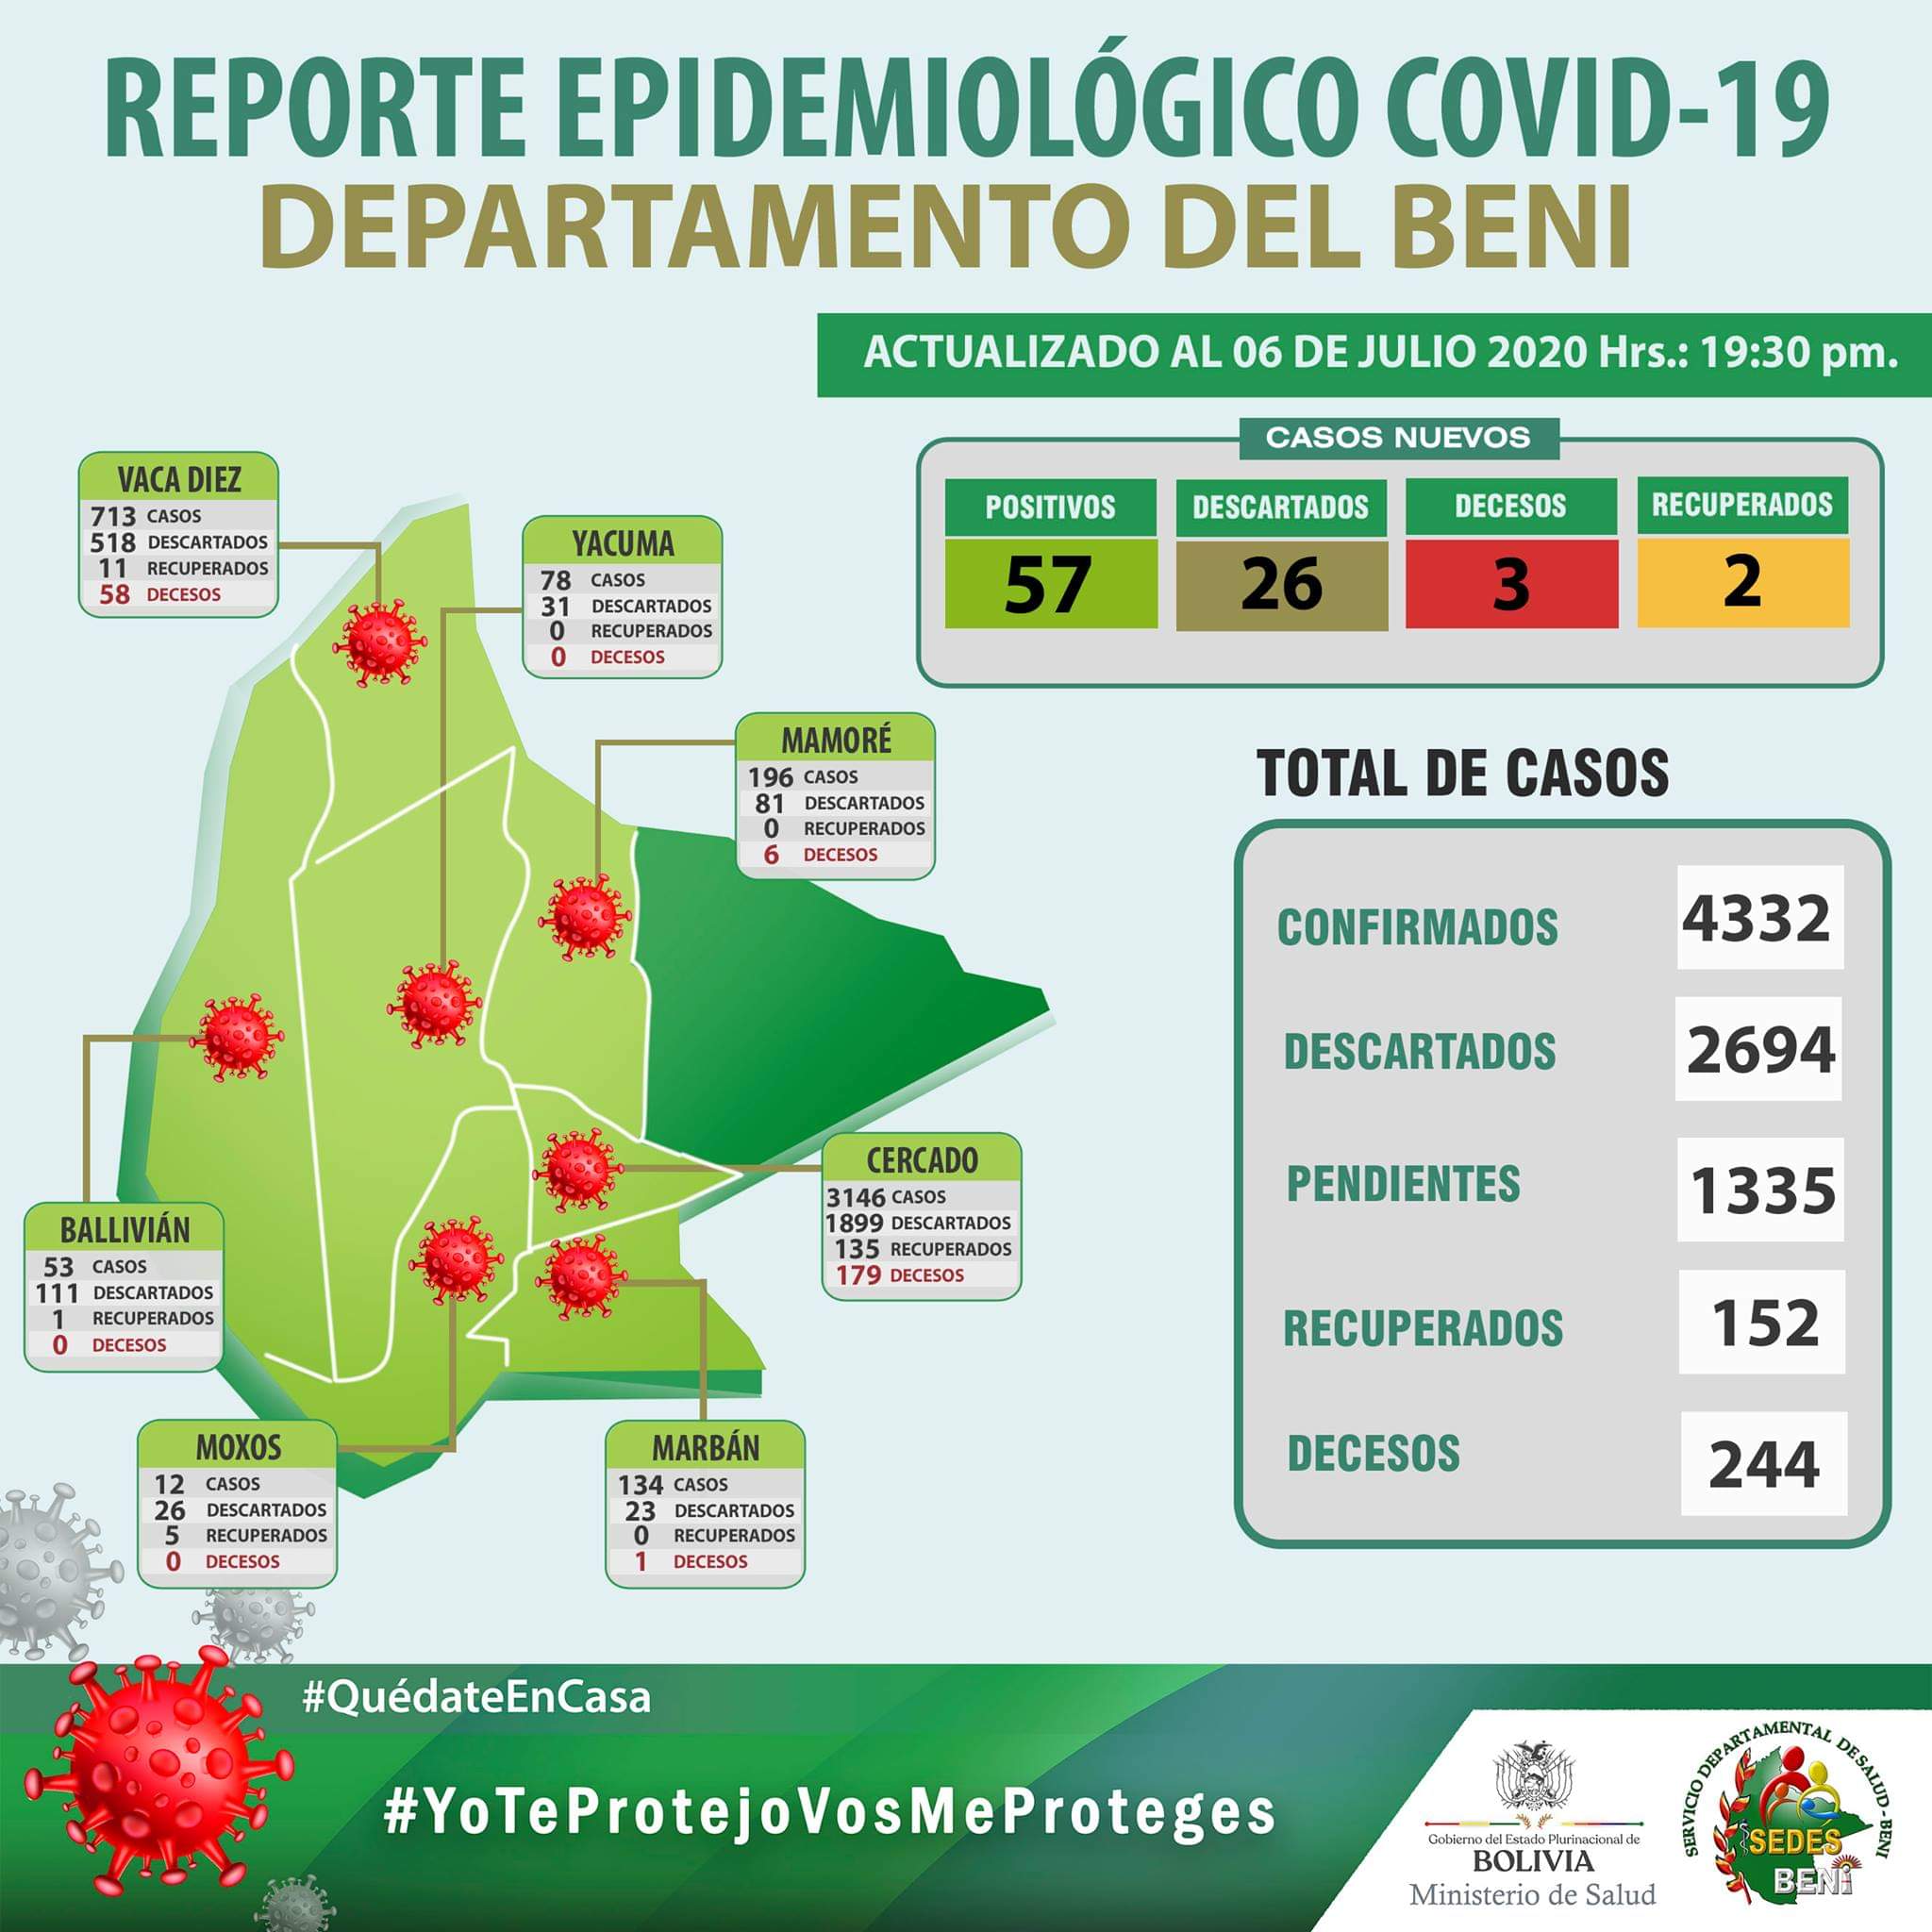 REPORTE EPIDEMIOLÓGICO COVID-19
DEPARTAMENTO DEL BENI
ACTUALIZADO AL 06 DE JULIO 2020 Hrs.: 19:30 pm.
CASOS NUEVOS
POSITIVOS DESCARTADOS DECESOS RECUPERADOS
57 26 3 2
VACA DIEZ
713 CASOS
518 DESCARTADOS
11 RECUPERADOS
58 DECESOS
YACUMA
78 CASOS
31 DESCARTADOS
0 RECUPERADOS
0 DECESOS
MAMORÉ
196 CASOS
81 DESCARTADOS
0 RECUPERADOS
6 DECESOS
CERCADO
3146 CASOS
1899 DESCARTADOS
135 RECUPERADOS
179 DECESOS
BALLIVIÁN
53 CASOS
111 DESCARTADOS
1 RECUPERADOS
0 DECESOS
MOXOS
12 CASOS
26 DESCARTADOS
5 RECUPERADOS
0 DECESOS
MARBÁN
134 CASOS
23 DESCARTADOS
0 RECUPERADOS
1 DECESOS
TOTAL DE CASOS
CONFIRMADOS 4332
DESCARTADOS 2694
PENDIENTES 1335
RECUPERADOS 152
DECESOS 244
#QuédateEnCasa
#YoTeProtejoVosMeProteges
Gobierno del Estado Plurinacional de
BOLIVIA
Ministerio de Salud
SERVICIO DEPARTAMENTAL DE SALUD - BENI
SEDES
BENi